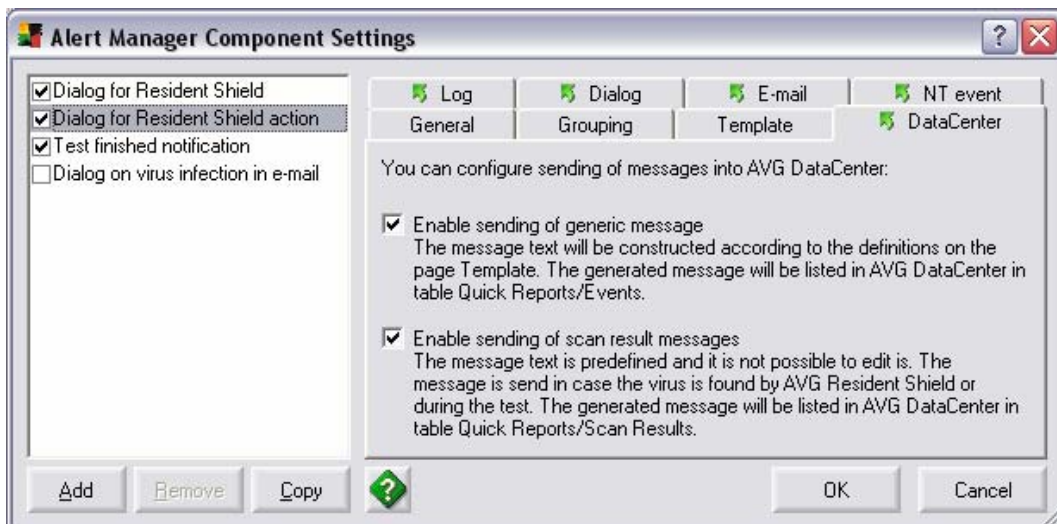 Alert Manager Component Settings
?
Dialog for Resident Shield
Dialog for Resident Shield action
Test finished notification
Dialog on virus infection in e-mail
Log
Dialog
E-mail
NT event
General
Grouping
Template
DataCenter
You can configure sending of messages into AVG DataCenter:
Enable sending of generic message
The message text will be constructed according to the definitions on the
page Template. The generated message will be listed in AVG DataCenter in
table Quick Reports/Events.
Enable sending of scan result messages
The message text is predefined and it is not possible to edit is. The
message is send in case the virus is found by AVG Resident Shield or
during the test. The generated message will be listed in AVG DataCenter in
table Quick Reports/Scan Results.
Add
Remove
Copy
?
OK
Cancel